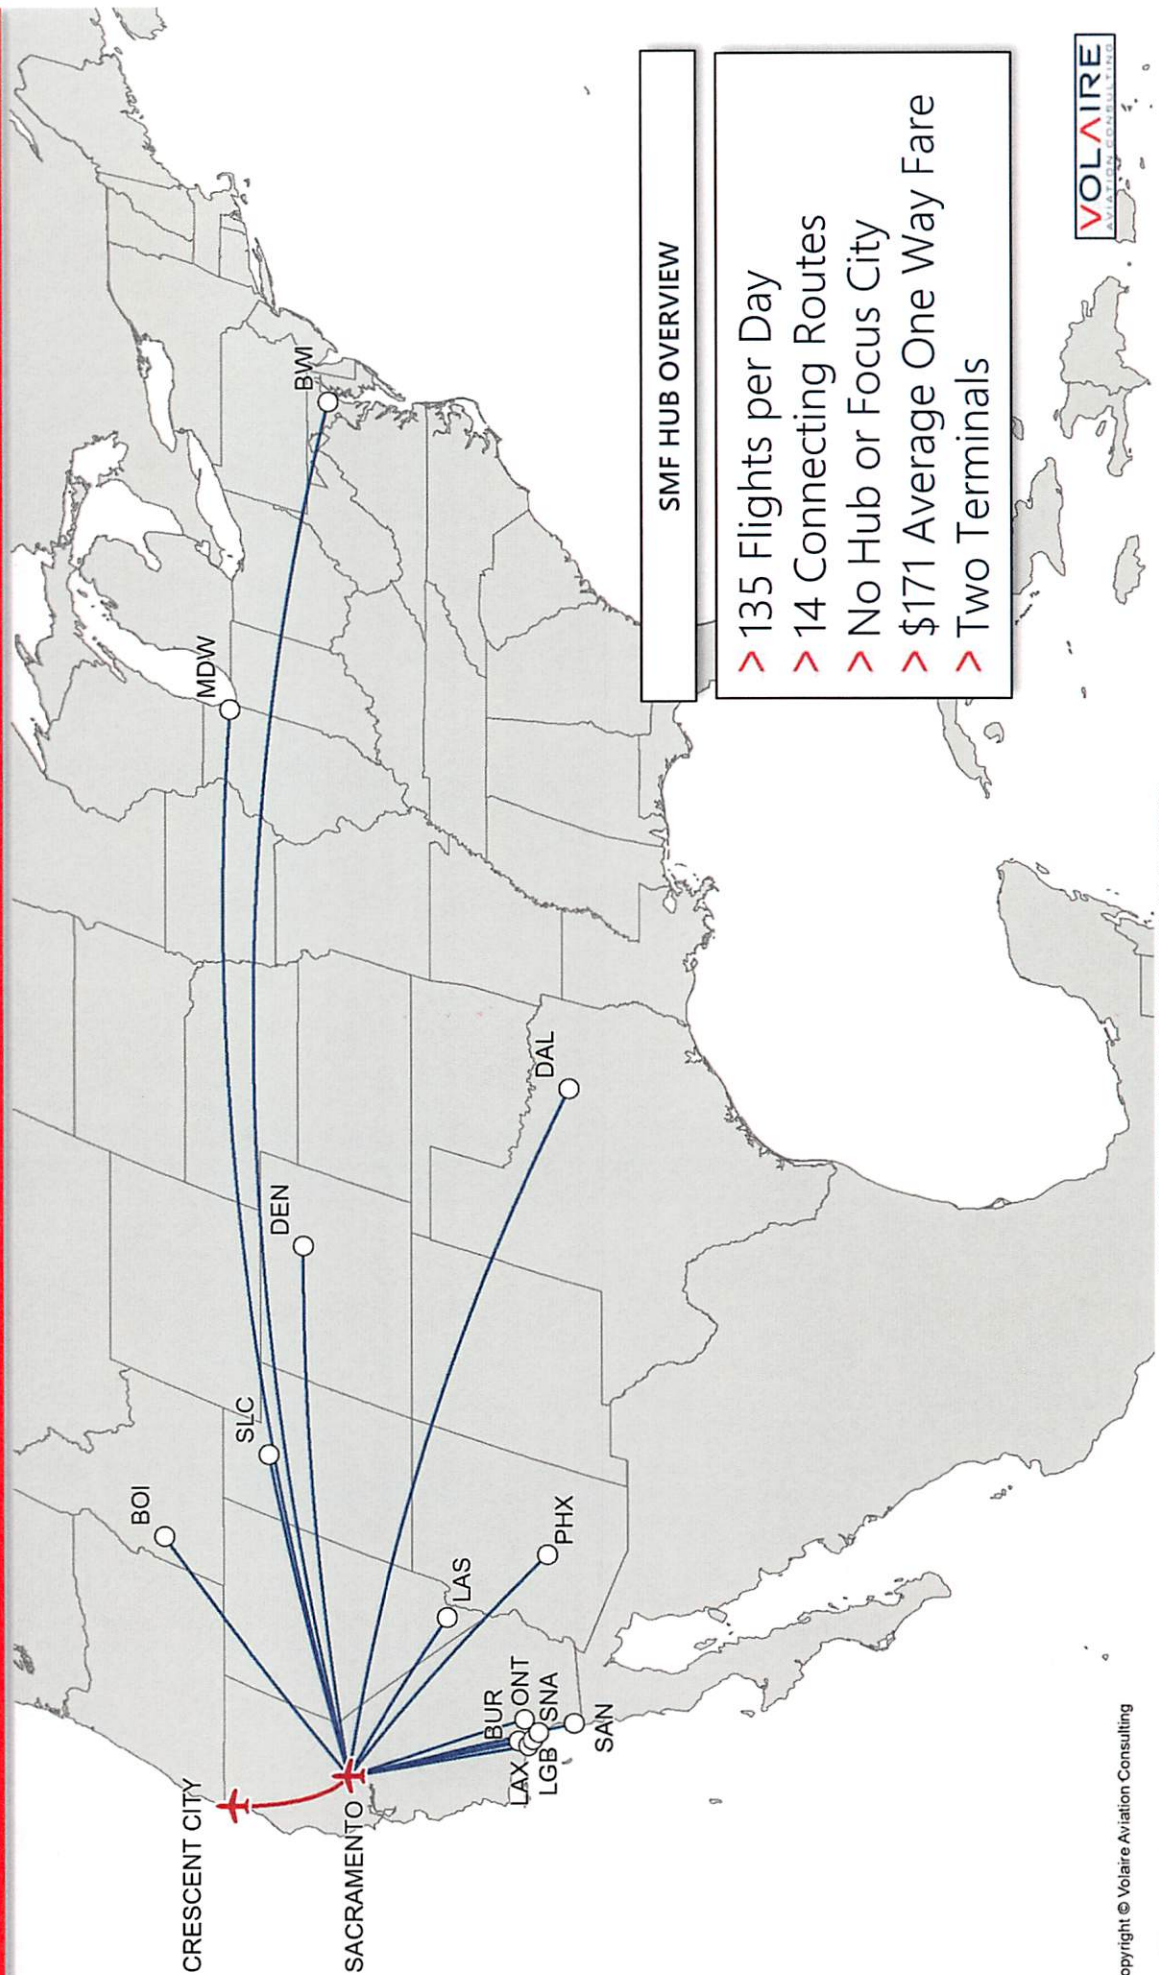 CRESCENT CITY
SACRAMENTO
BOI
SLC
DEN
MDW
BWI
DAL
LAS
PHX
BUR
ONT
LAX
LGB
SNA
SAN
SMF HUB OVERVIEW
> 135 Flights per Day
> 14 Connecting Routes
> No Hub or Focus City
> $171 Average One Way Fare
> Two Terminals
opyright © Volaire Aviation Consulting
VOLAIRE
AVIATION CONSULTING